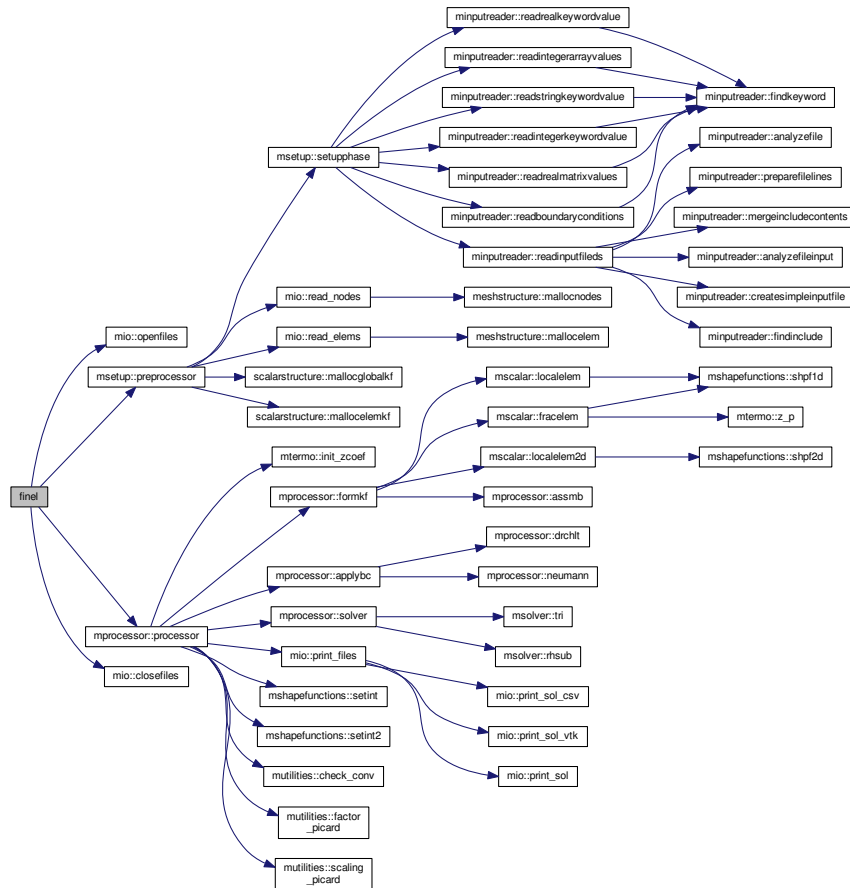 minputreader::readrealkeywordvalue
minputreader::readintegerarrayvalues
minputreader::readstringkeywordvalue
minputreader::findkeyword
minputreader::readintegerkeywordvalue
minputreader::analyzefile
msetup::setupphase
minputreader::readrealmatrixvalues
minputreader::preparefilelines
minputreader::readboundaryconditions
minputreader::mergeincludecontents
minputreader::readinputfileds
minputreader::analyzefileinput
mio::read_nodes
meshstructure::mallocnodes
minputreader::createsimpleinputfile
mio::openfiles
mio::read_elems
meshstructure::mallocelem
minputreader::findinclude
msetup::preprocessor
scalarstructure::mallocglobalkf
mscalar::localelem
mshapefunctions::shpf1d
scalarstructure::mallocelemkf
mscalar::fracelem
mtermo::z_p
mtermo::init_zcoef
mscalar::localelem2d
mshapefunctions::shpf2d
finel
mprocessor::formkf
mprocessor::assmb
mprocessor::drchlt
mprocessor::applybc
mprocessor::neumann
mprocessor::solver
msolver::tri
mprocessor::processor
mio::print_files
msolver::rhsub
mio::closefiles
mshapefunctions::setint
mio::print_sol_csv
mshapefunctions::setint2
mio::print_sol_vtk
mutilities::check_conv
mio::print_sol
mutilities::factor
_picard
mutilities::scaling
_picard